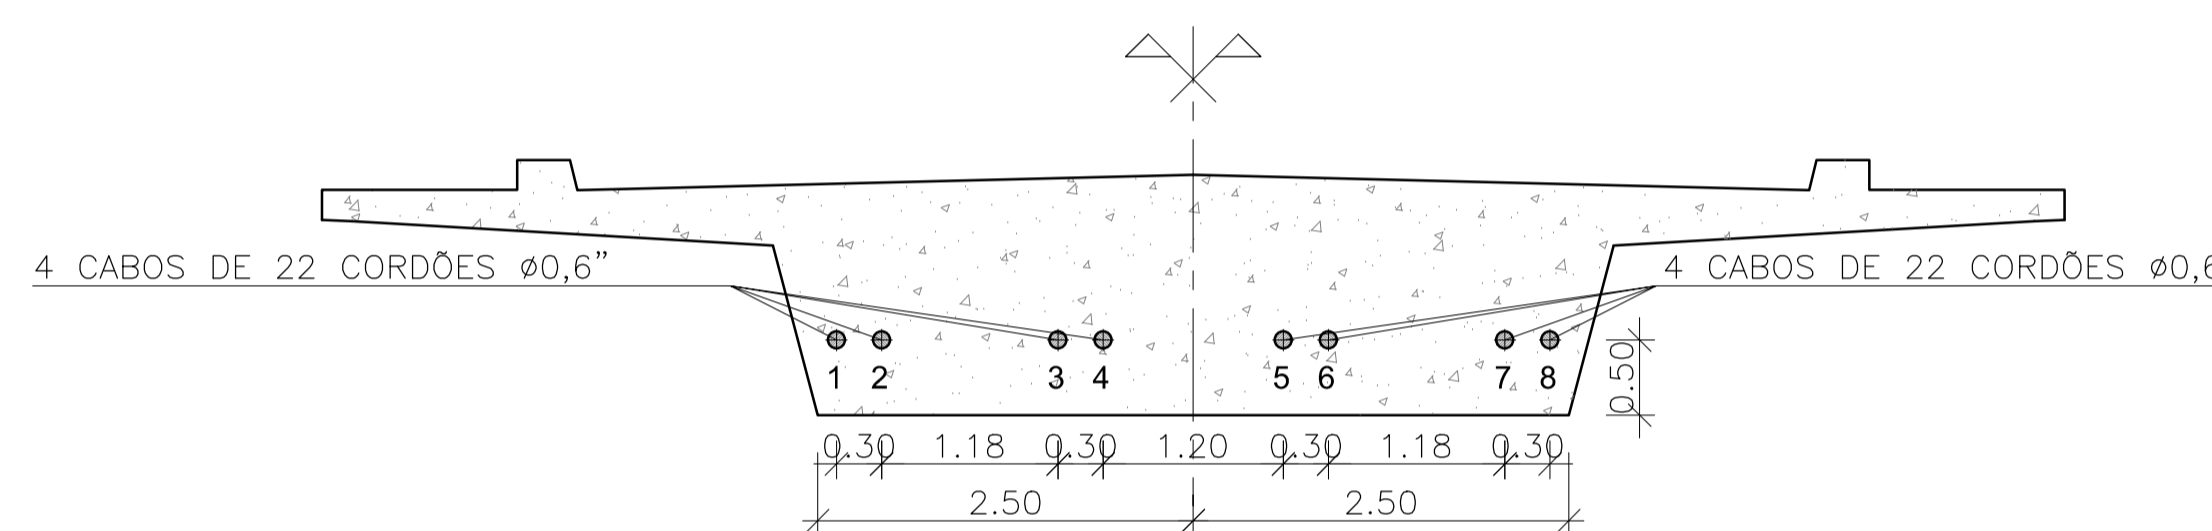 4 CABOS DE 22 CORDÕES ø0,6”
4 CABOS DE 22 CORDÕES ø0,6
1 2 3 4 5 6 7 8
0.50
0.30 1.18 0.30 1.20 0.30 1.18 0.30
2.50 2.50